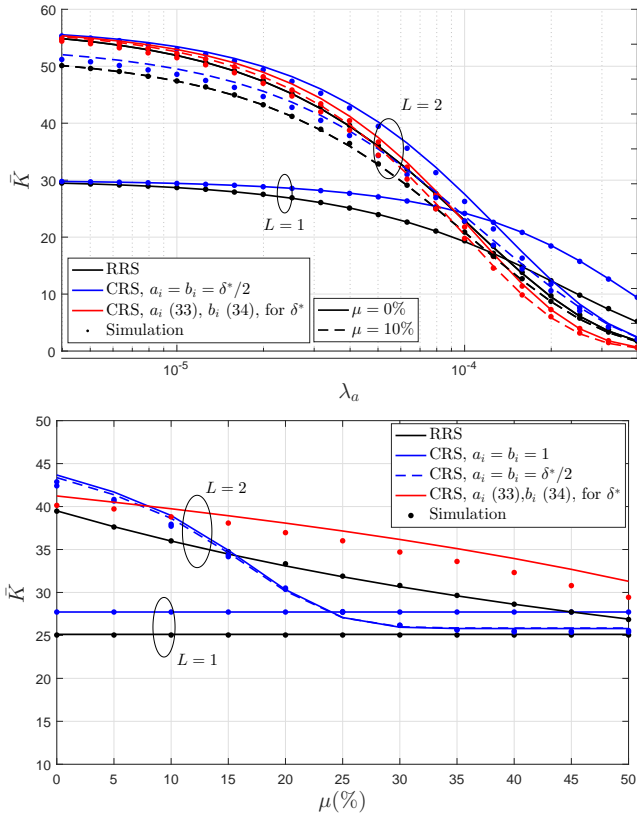 60
50
40
30
20
10
0
K̄
L = 2
L = 1
RRS
CRS, a_i = b_i = δ*/2
CRS, a_i (33), b_i (34), for δ*
Simulation
μ = 0%
μ = 10%
10^-5
10^-4
λ_a
50
45
40
35
30
25
20
15
10
K̄
RRS
CRS, a_i = b_i = 1
CRS, a_i = b_i = δ*/2
CRS, a_i (33),b_i (34), for δ*
Simulation
L = 2
L = 1
0 5 10 15 20 25 30 35 40 45 50
μ(%)